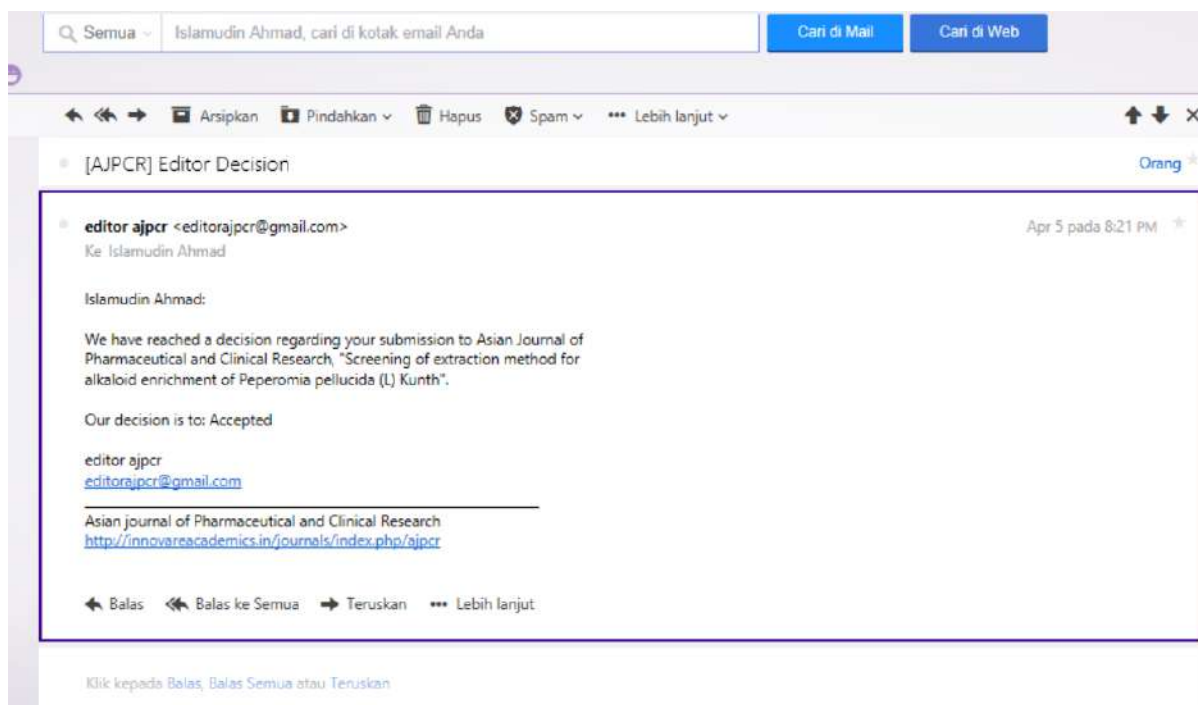 Semua Islamudin Ahmad, cari di kotak email Anda Cari di Mail Cari di Web
Arsipkan Pindahkan Hapus Spam ••• Lebih lanjut
[AJPCR] Editor Decision Orang
editor ajpcr <editorajpcr@gmail.com> Apr 5 pada 8:21 PM
Ke Islamudin Ahmad
Islamudin Ahmad:
We have reached a decision regarding your submission to Asian Journal of
Pharmaceutical and Clinical Research, "Screening of extraction method for
alkaloid enrichment of Peperomia pellucida (L) Kunth".
Our decision is to: Accepted
editor ajpcr
editorajpcr@gmail.com
Asian journal of Pharmaceutical and Clinical Research
http://innovareacademics.in/journals/index.php/ajpcr
Balas Balas ke Semua Teruskan ••• Lebih lanjut
Klik kepada Balas, Balas Semua atau Teruskan